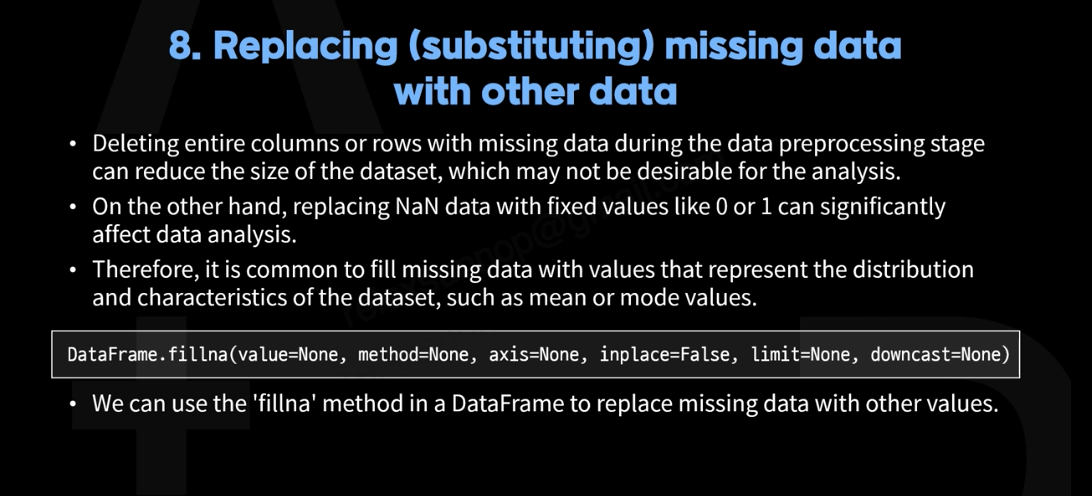 8. Replacing (substituting) missing data
with other data
• Deleting entire columns or rows with missing data during the data preprocessing stage
can reduce the size of the dataset, which may not be desirable for the analysis.
• On the other hand, replacing NaN data with fixed values like 0 or 1 can significantly
affect data analysis.
• Therefore, it is common to fill missing data with values that represent the distribution
and characteristics of the dataset, such as mean or mode values.
DataFrame.fillna(value=None, method=None, axis=None, inplace=False, limit=None, downcast=None)
• We can use the 'fillna' method in a DataFrame to replace missing data with other values.